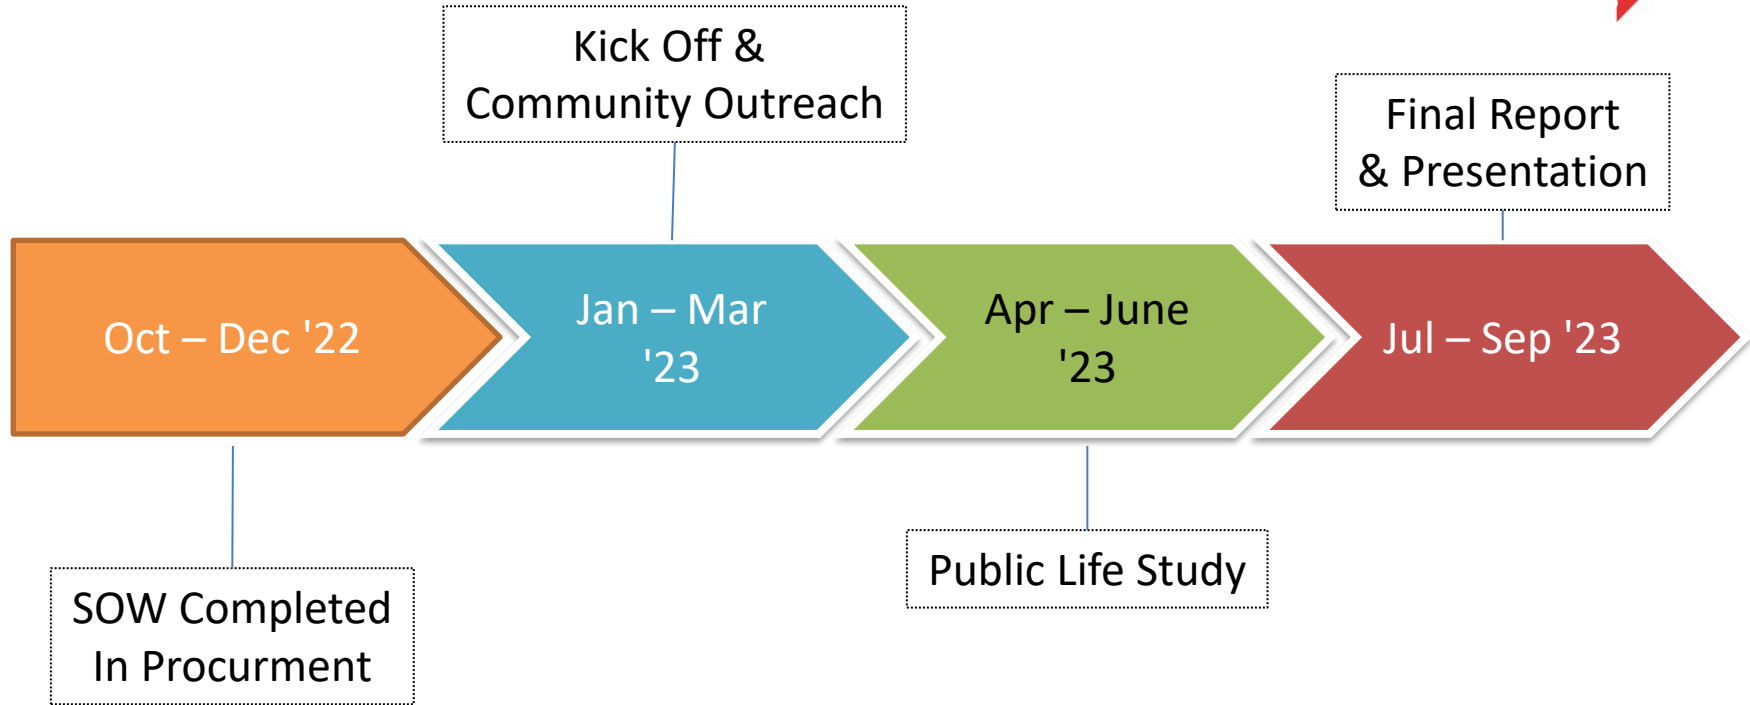 Kick Off &
Community Outreach
Final Report
& Presentation
Oct – Dec '22
Jan – Mar
'23
Apr – June
'23
Jul – Sep '23
SOW Completed
In Procurment
Public Life Study